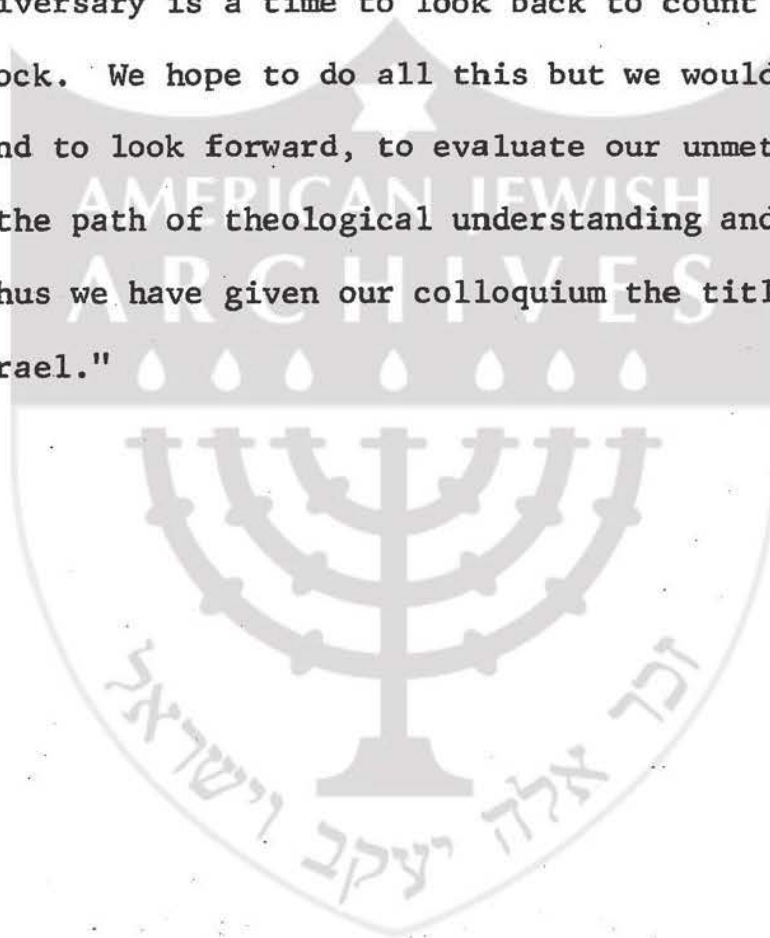 iversary is a time to look back to count
ock. We hope to do all this but we would
nd to look forward, to evaluate our unmet
the path of theological understanding and
hus we have given our colloquium the titl
rael."
AMERICAN JEWISH
ARCHIVES
זכר אלה יעקב וישראל